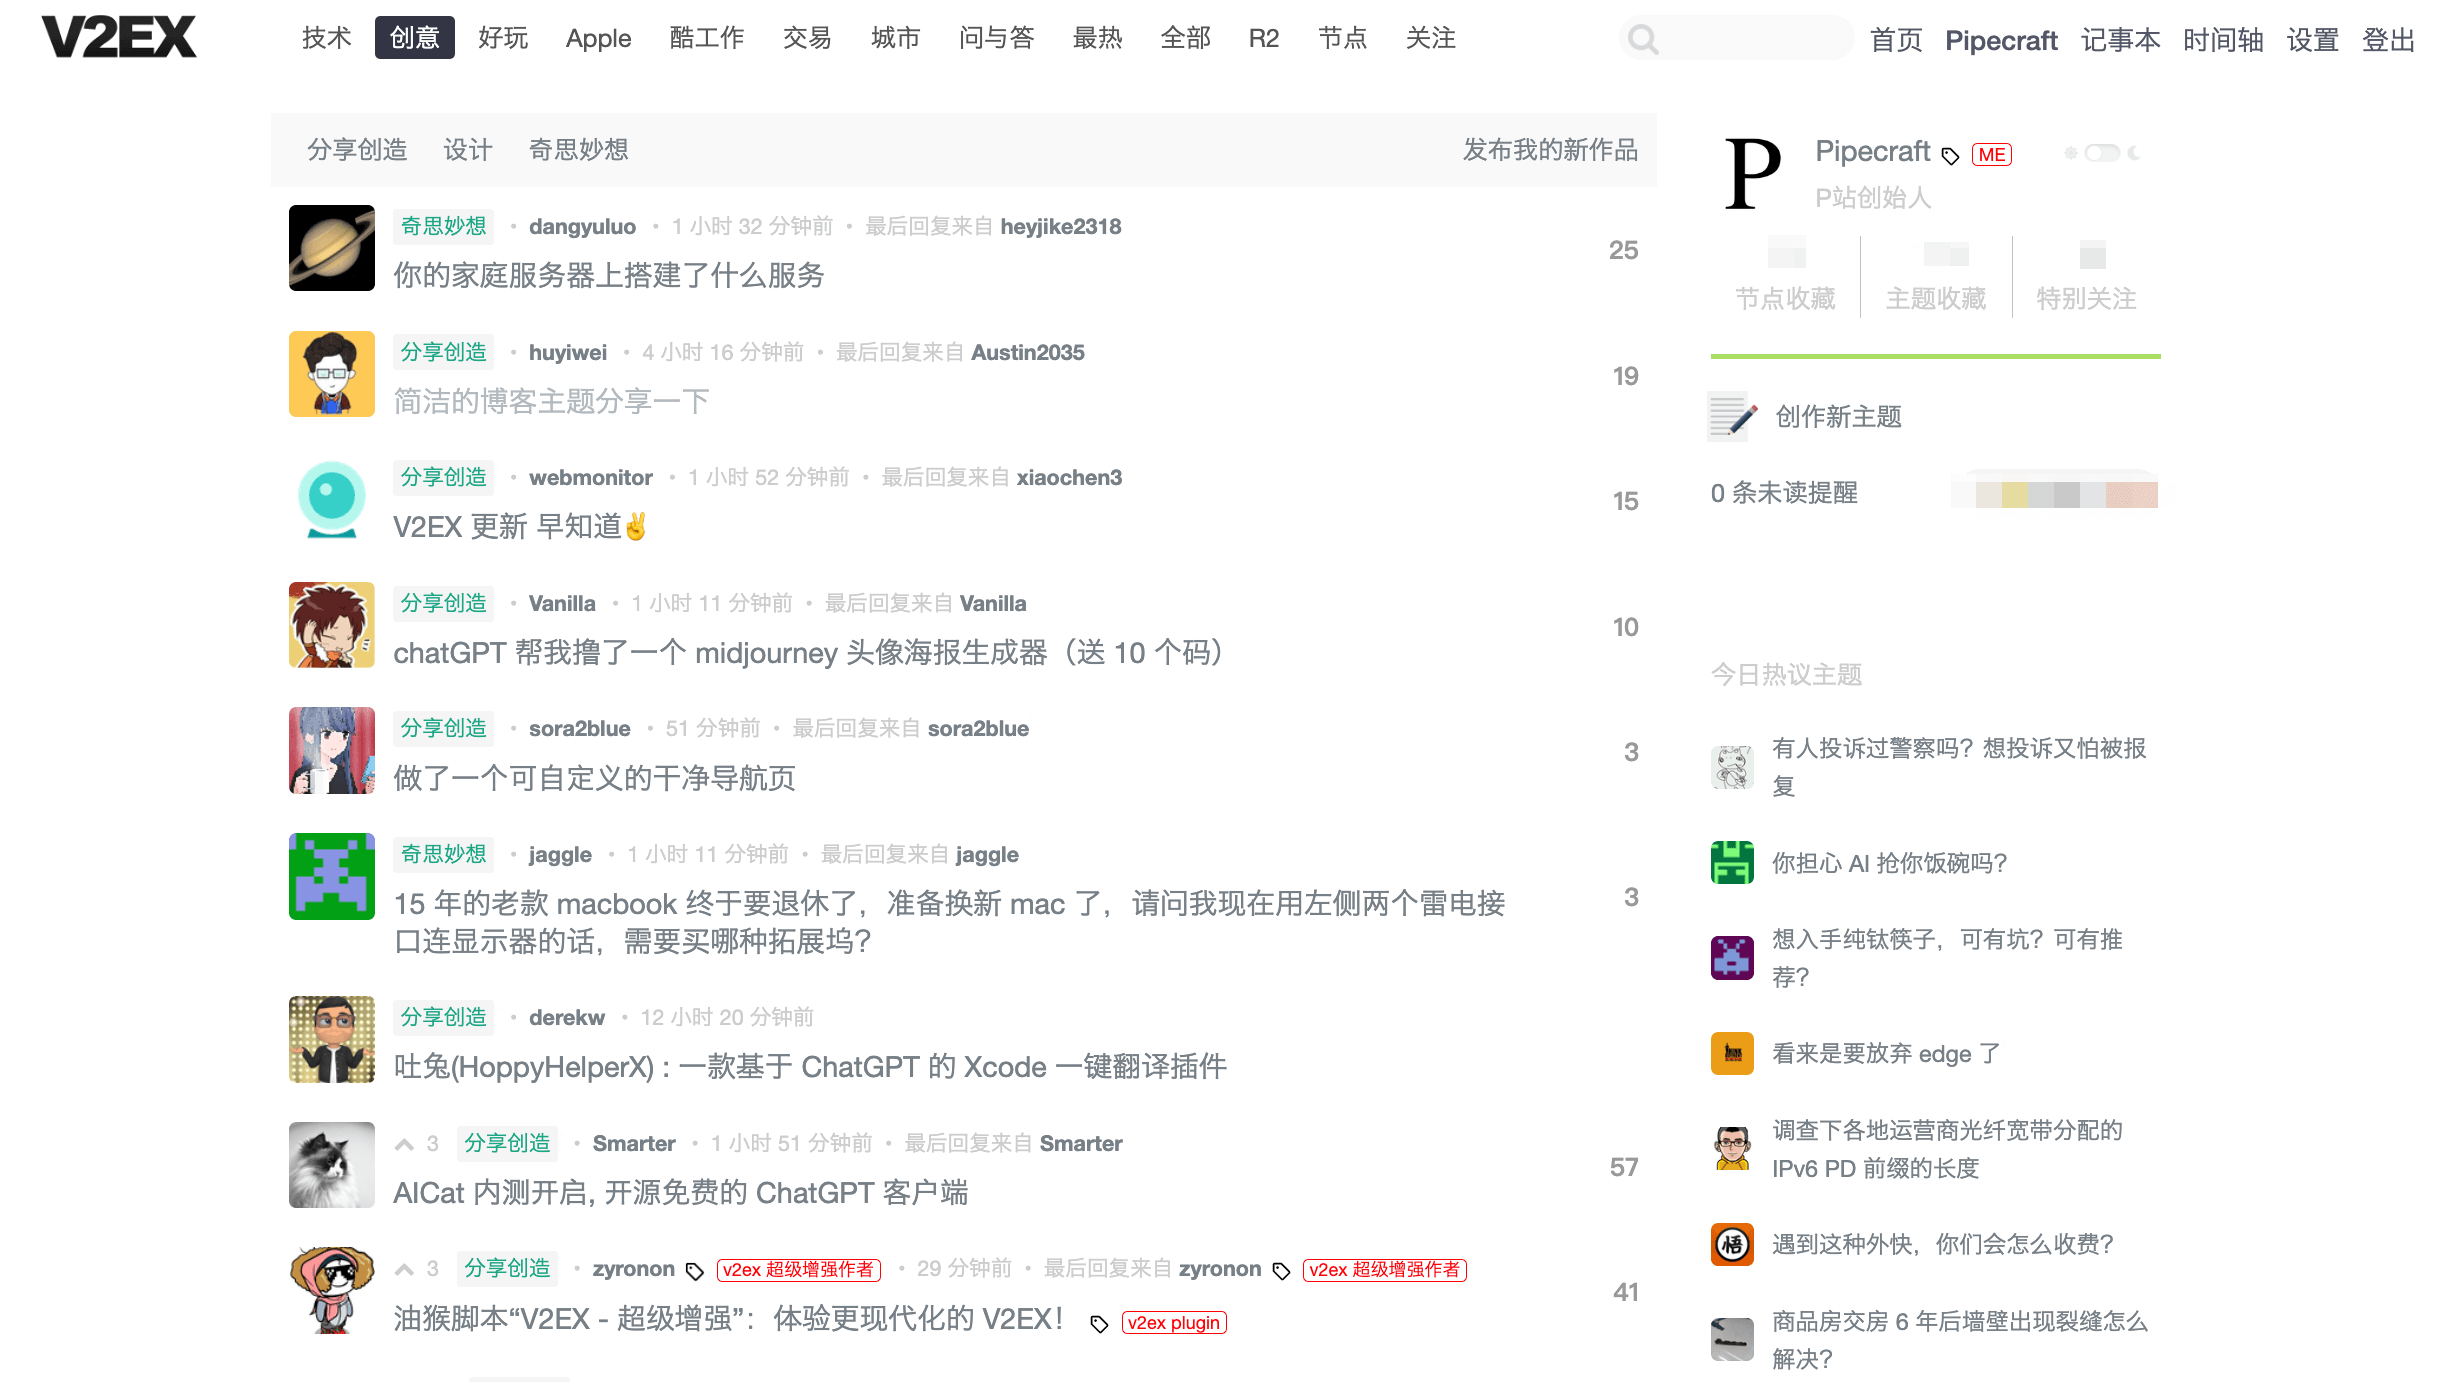 V2EX
技术 创意 好玩 Apple 酷工作 交易 城市 问与答 最热 全部 R2 节点 关注
首页 Pipecraft 记事本 时间轴 设置 登出
分享创造 设计 奇思妙想 发布我的新作品
奇思妙想 • dangyuluo • 1 小时 32 分钟前 • 最后回复来自 heyjike2318
你的家庭服务器上搭建了什么服务
25
分享创造 • huyiwei • 4 小时 16 分钟前 • 最后回复来自 Austin2035
简洁的博客主题分享一下
19
分享创造 • webmonitor • 1 小时 52 分钟前 • 最后回复来自 xiaochen3
V2EX 更新 早知道✌️
15
分享创造 • Vanilla • 1 小时 11 分钟前 • 最后回复来自 Vanilla
chatGPT 帮我撸了一个 midjourney 头像海报生成器（送 10 个码）
10
分享创造 • sora2blue • 51 分钟前 • 最后回复来自 sora2blue
做了一个可自定义的干净导航页
3
奇思妙想 • jaggle • 1 小时 11 分钟前 • 最后回复来自 jaggle
15 年的老款 macbook 终于要退休了，准备换新 mac 了，请问我现在用左侧两个雷电接
口连显示器的话，需要买哪种拓展坞？
3
分享创造 • derekw • 12 小时 20 分钟前
吐兔(HoppyHelperX) : 一款基于 ChatGPT 的 Xcode 一键翻译插件
3 分享创造 • Smarter • 1 小时 51 分钟前 • 最后回复来自 Smarter
AICat 内测开启, 开源免费的 ChatGPT 客户端
57
3 分享创造 • zyronon v2ex 超级增强作者 • 29 分钟前 • 最后回复来自 zyronon v2ex 超级增强作者
油猴脚本“V2EX - 超级增强”：体验更现代化的 V2EX！ v2ex plugin
41
P
Pipecraft ME
P站创始人
节点收藏 主题收藏 特别关注
创作新主题
0 条未读提醒
今日热议主题
有人投诉过警察吗？想投诉又怕被报
复
你担心 AI 抢你饭碗吗？
想入手纯钛筷子，可有坑？可有推
荐？
看来是要放弃 edge 了
调查下各地运营商光纤宽带分配的
IPv6 PD 前缀的长度
悟
遇到这种外快，你们会怎么收费？
商品房交房 6 年后墙壁出现裂缝怎么
解决？